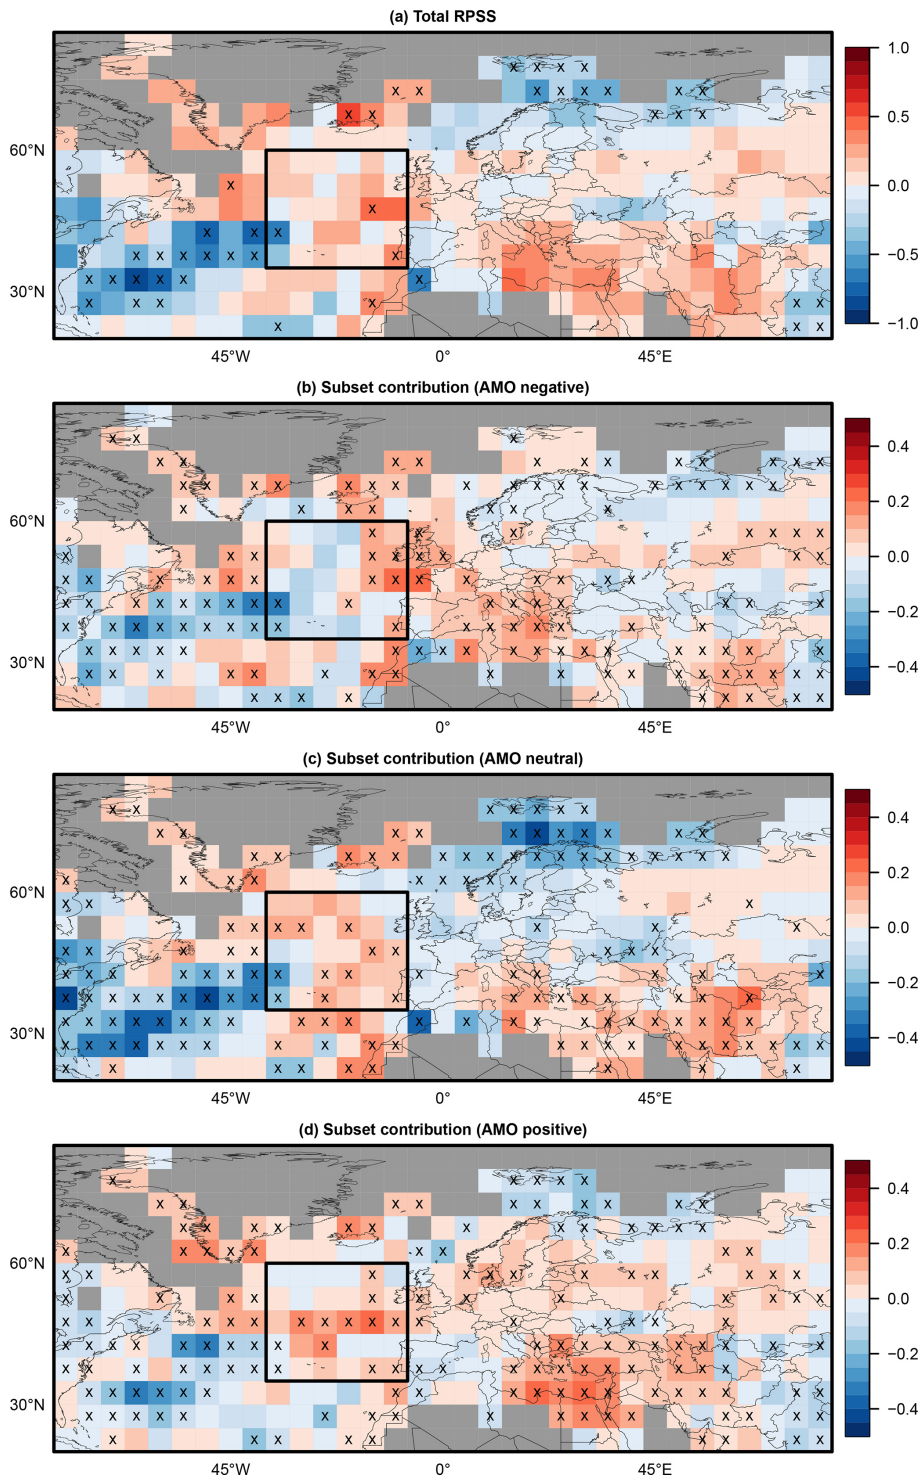 (a) Total RPSS
1.0
0.5
60°N
0.0
−0.5
30°N
−1.0
45°W 0° 45°E
(b) Subset contribution (AMO negative)
0.4
0.2
60°N
0.0
−0.2
30°N
−0.4
45°W 0° 45°E
(c) Subset contribution (AMO neutral)
0.4
0.2
60°N
0.0
−0.2
30°N
−0.4
45°W 0° 45°E
(d) Subset contribution (AMO positive)
0.4
0.2
60°N
0.0
−0.2
30°N
−0.4
45°W 0° 45°E